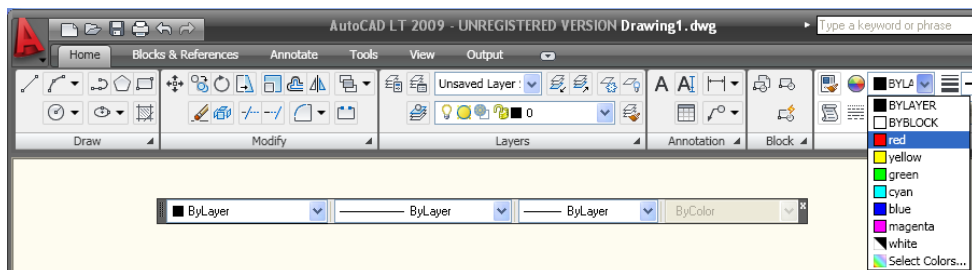 AutoCAD LT 2009 - UNREGISTERED VERSION Drawing1.dwg Type a keyword or phrase
Home Blocks & References Annotate Tools View Output
Unsaved Layer: A AI BYLA
0
Draw Modify Layers Annotation Block
BYLAYER
BYBLOCK
red
yellow
green
cyan
blue
magenta
white
Select Colors...
ByLayer ByLayer ByLayer ByColor